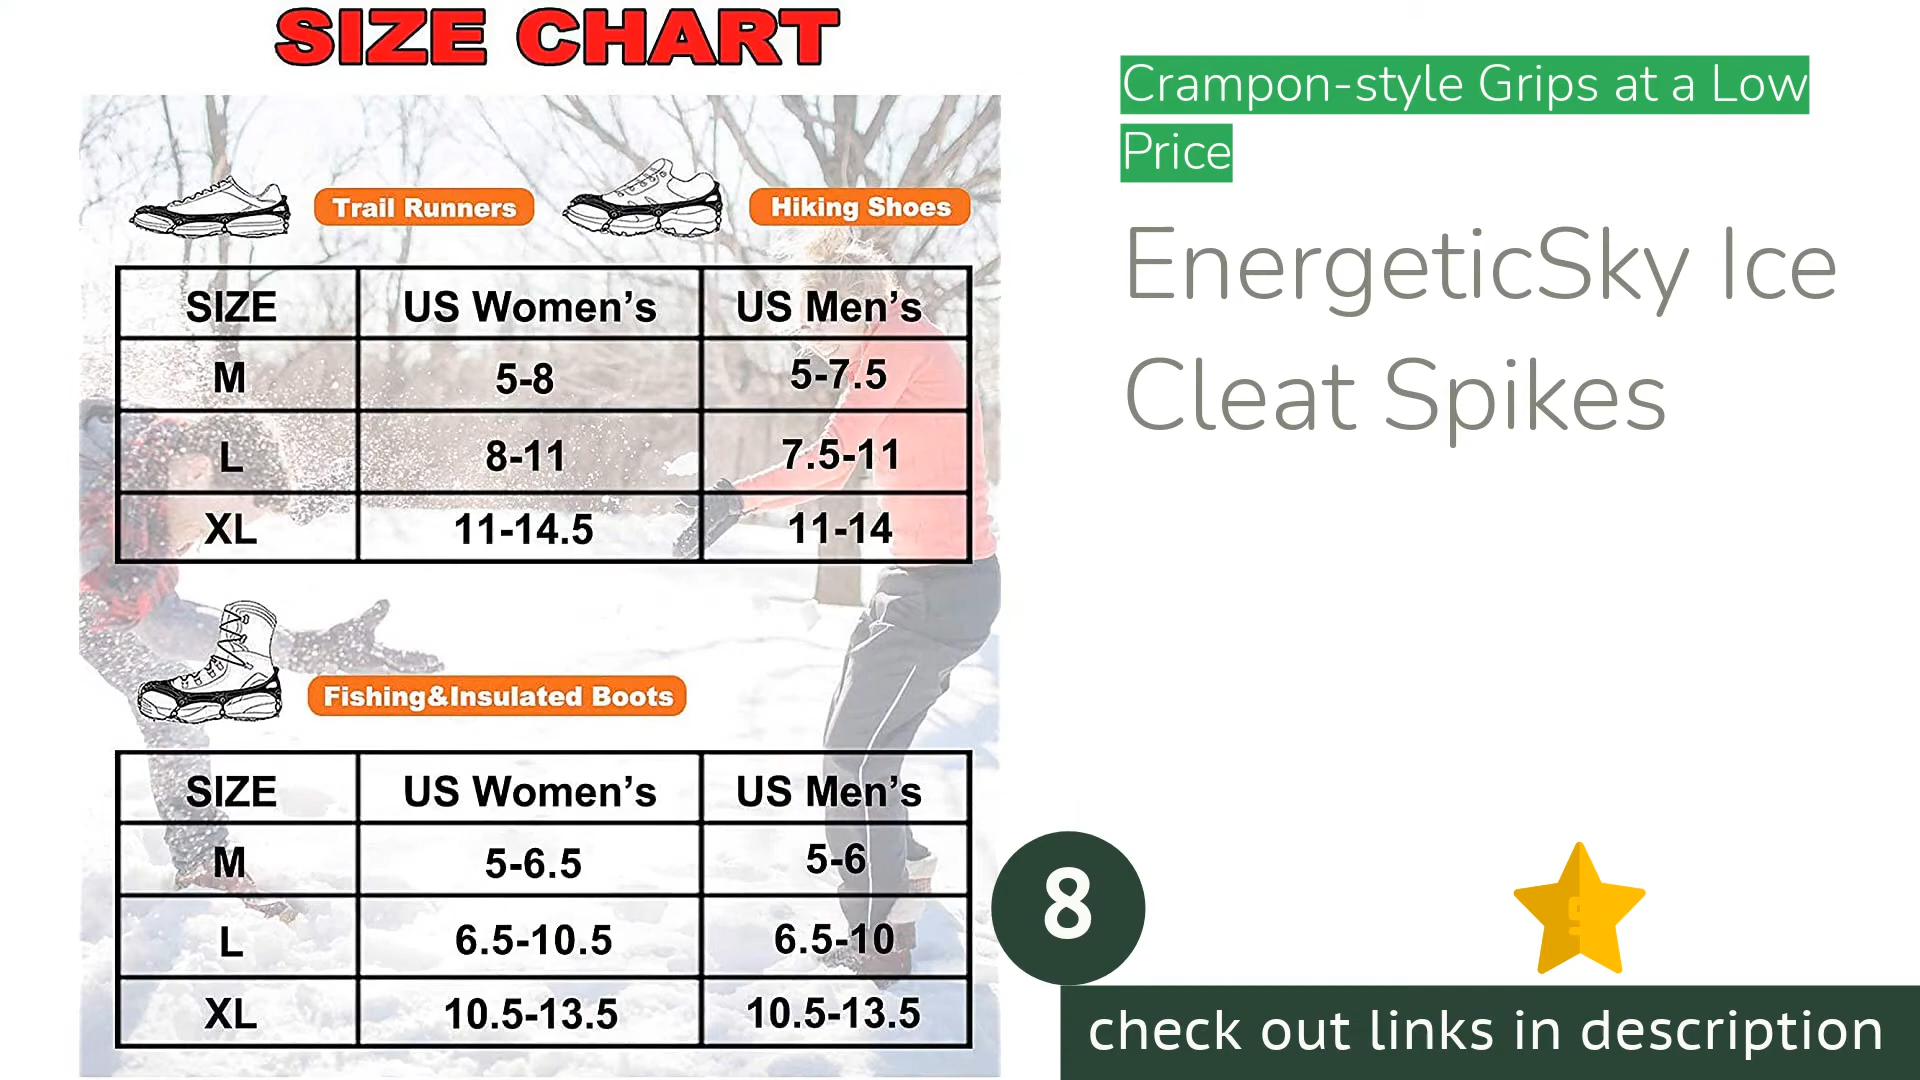 SIZE CHART
Trail Runners
Hiking Shoes
SIZE US Women's US Men's
M 5-8 5-7.5
L 8-11 7.5-11
XL 11-14.5 11-14
Fishing&Insulated Boots
SIZE US Women's US Men's
M 5-6.5 5-6
L 6.5-10.5 6.5-10
XL 10.5-13.5 10.5-13.5
Crampon-style Grips at a Low
Price
EnergeticSky Ice
Cleat Spikes
8
check out links in description